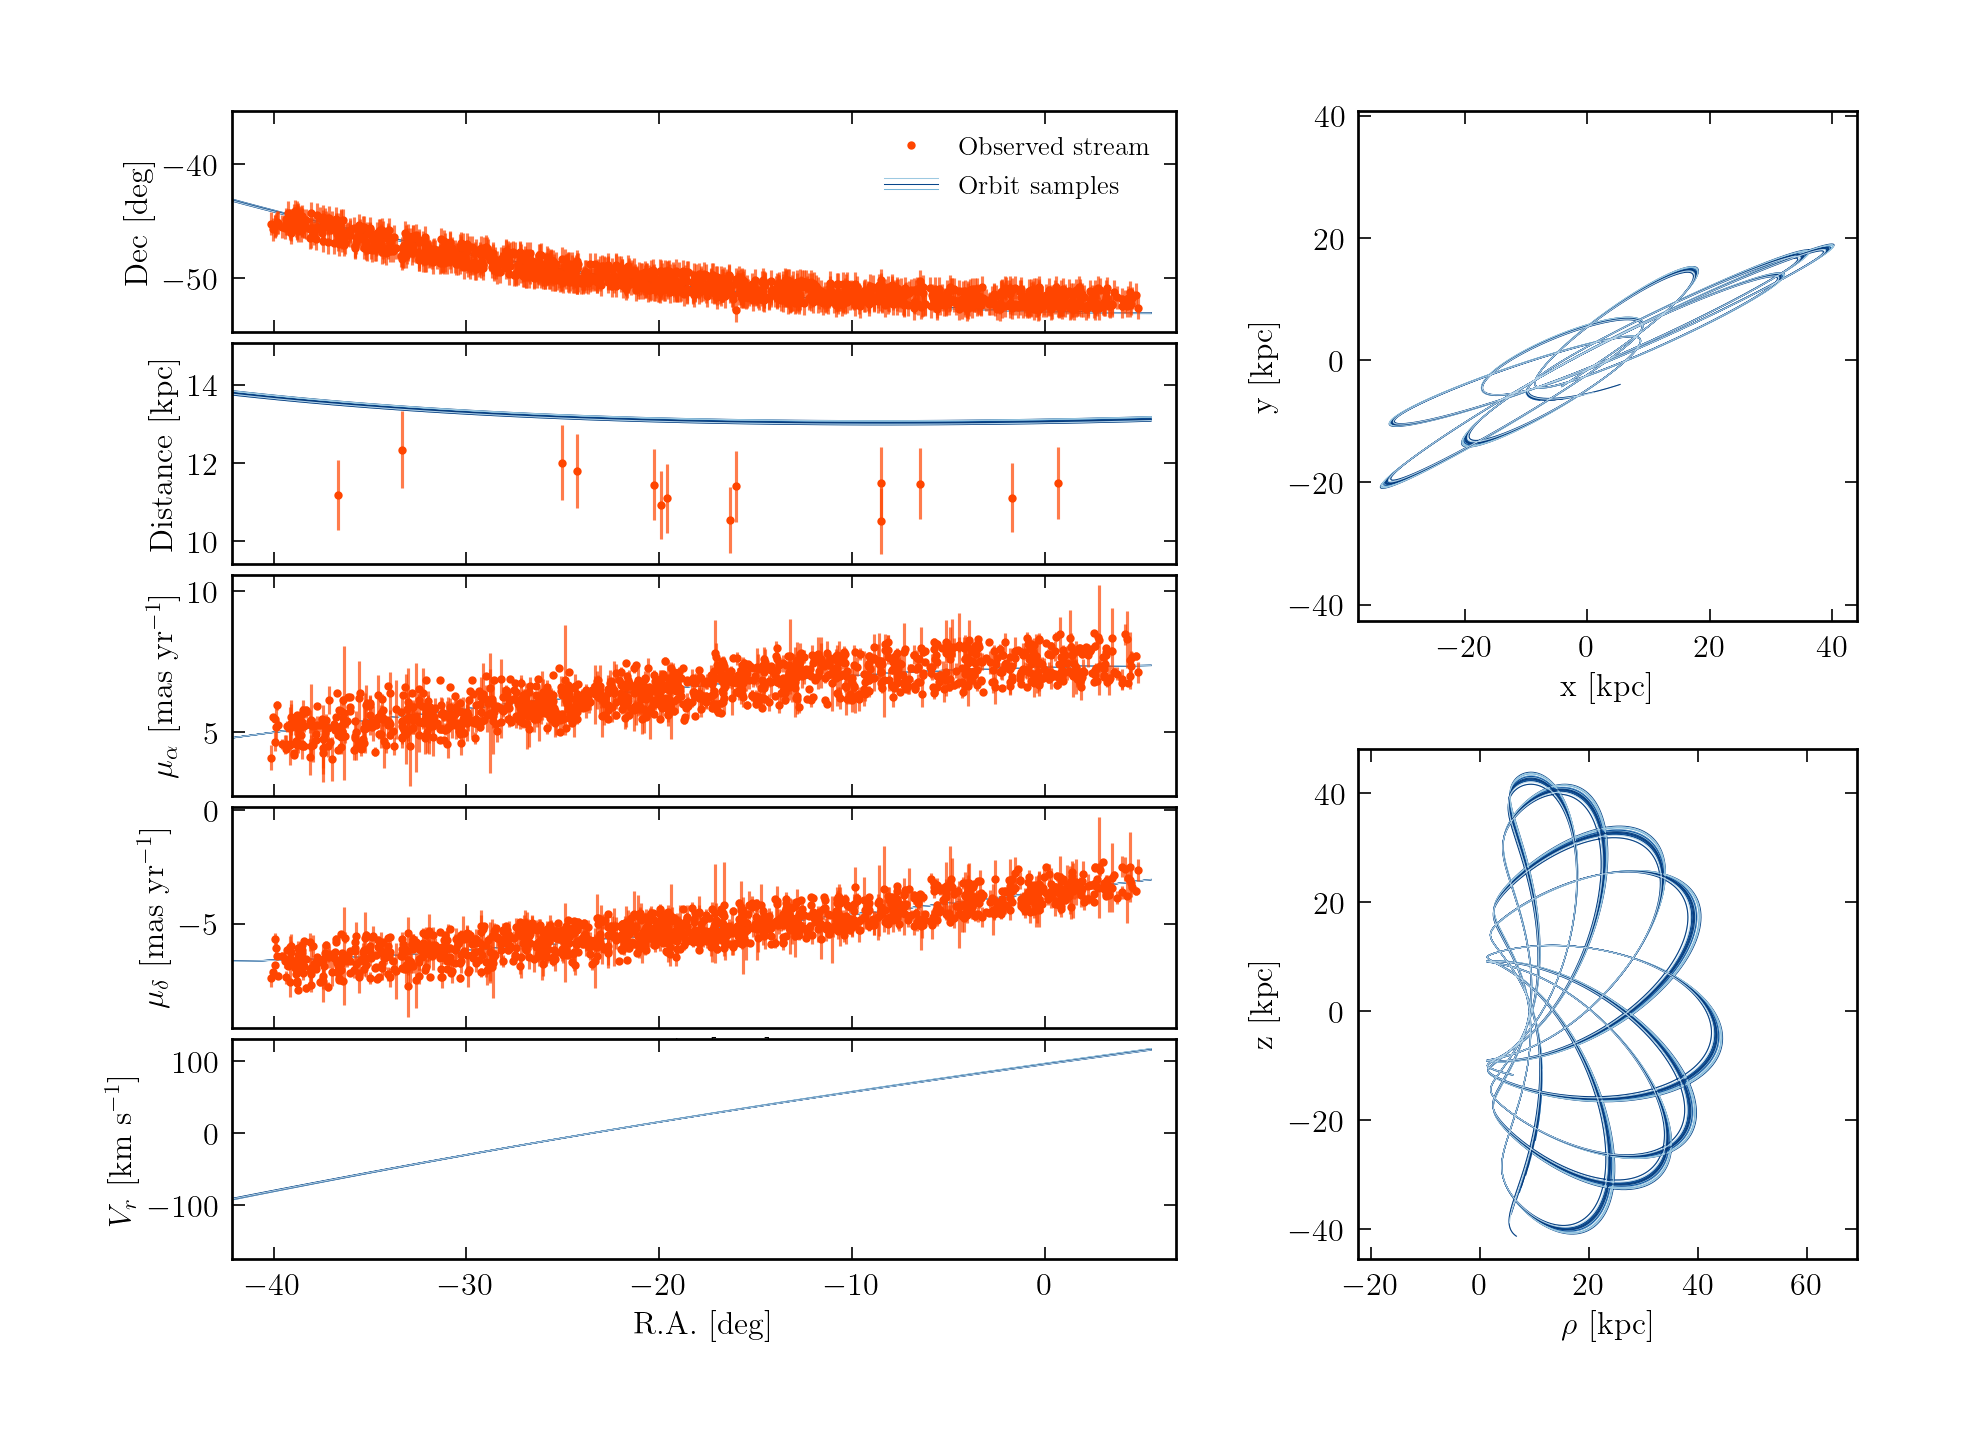 Dec [deg]
−40
−50
Observed stream
Orbit samples
Distance [kpc]
14
12
10
μα [mas yr−1]
10
5
μδ [mas yr−1]
0
−5
Vr [km s−1]
100
0
−100
−40 −30 −20 −10 0
R.A. [deg]
y [kpc]
40
20
0
−20
−40
−20 0 20 40
x [kpc]
z [kpc]
40
20
0
−20
−40
−20 0 20 40 60
ρ [kpc]